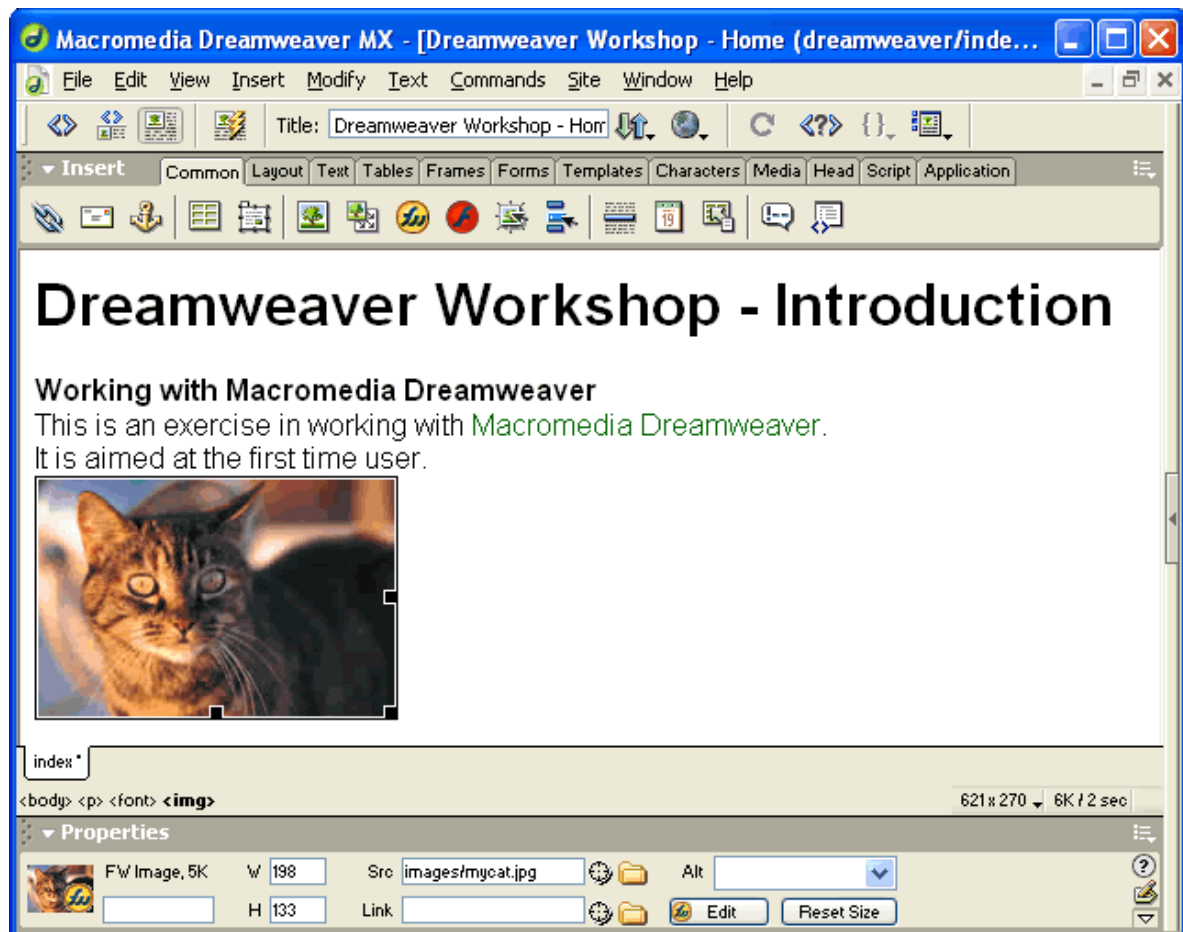 Macromedia Dreamweaver MX - [Dreamweaver Workshop - Home (dreamweaver/inde...
File Edit View Insert Modify Text Commands Site Window Help
Title: Dreamweaver Workshop - Hom
Insert Common Layout Text Tables Frames Forms Templates Characters Media Head Script Application
19
Dreamweaver Workshop - Introduction
Working with Macromedia Dreamweaver
This is an exercise in working with Macromedia Dreamweaver.
It is aimed at the first time user.
index*
<body> <p> <font> <img> 621 x 270 6K / 2 sec
Properties
FW Image, 5K W 198 Src images/mycat.jpg Alt
H 133 Link Edit Reset Size